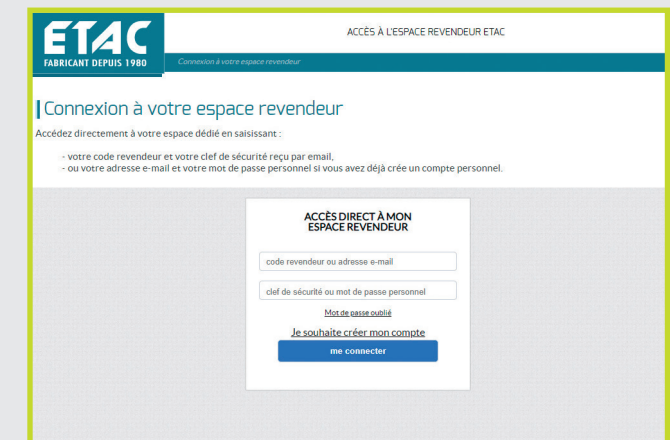 ETAC
FABRICANT DEPUIS 1980
ACCÈS À L'ESPACE REVENDEUR ETAC
Connexion à votre espace revendeur
Connexion à votre espace revendeur
Accédez directement à votre espace dédié en saisissant :
- votre code revendeur et votre clef de sécurité reçu par email,
- ou votre adresse e-mail et votre mot de passe personnel si vous avez déjà crée un compte personnel.
ACCÈS DIRECT À MON
ESPACE REVENDEUR
code revendeur ou adresse e-mail
clef de sécurité ou mot de passe personnel
Mot de passe oublié
Je souhaite créer mon compte
me connecter